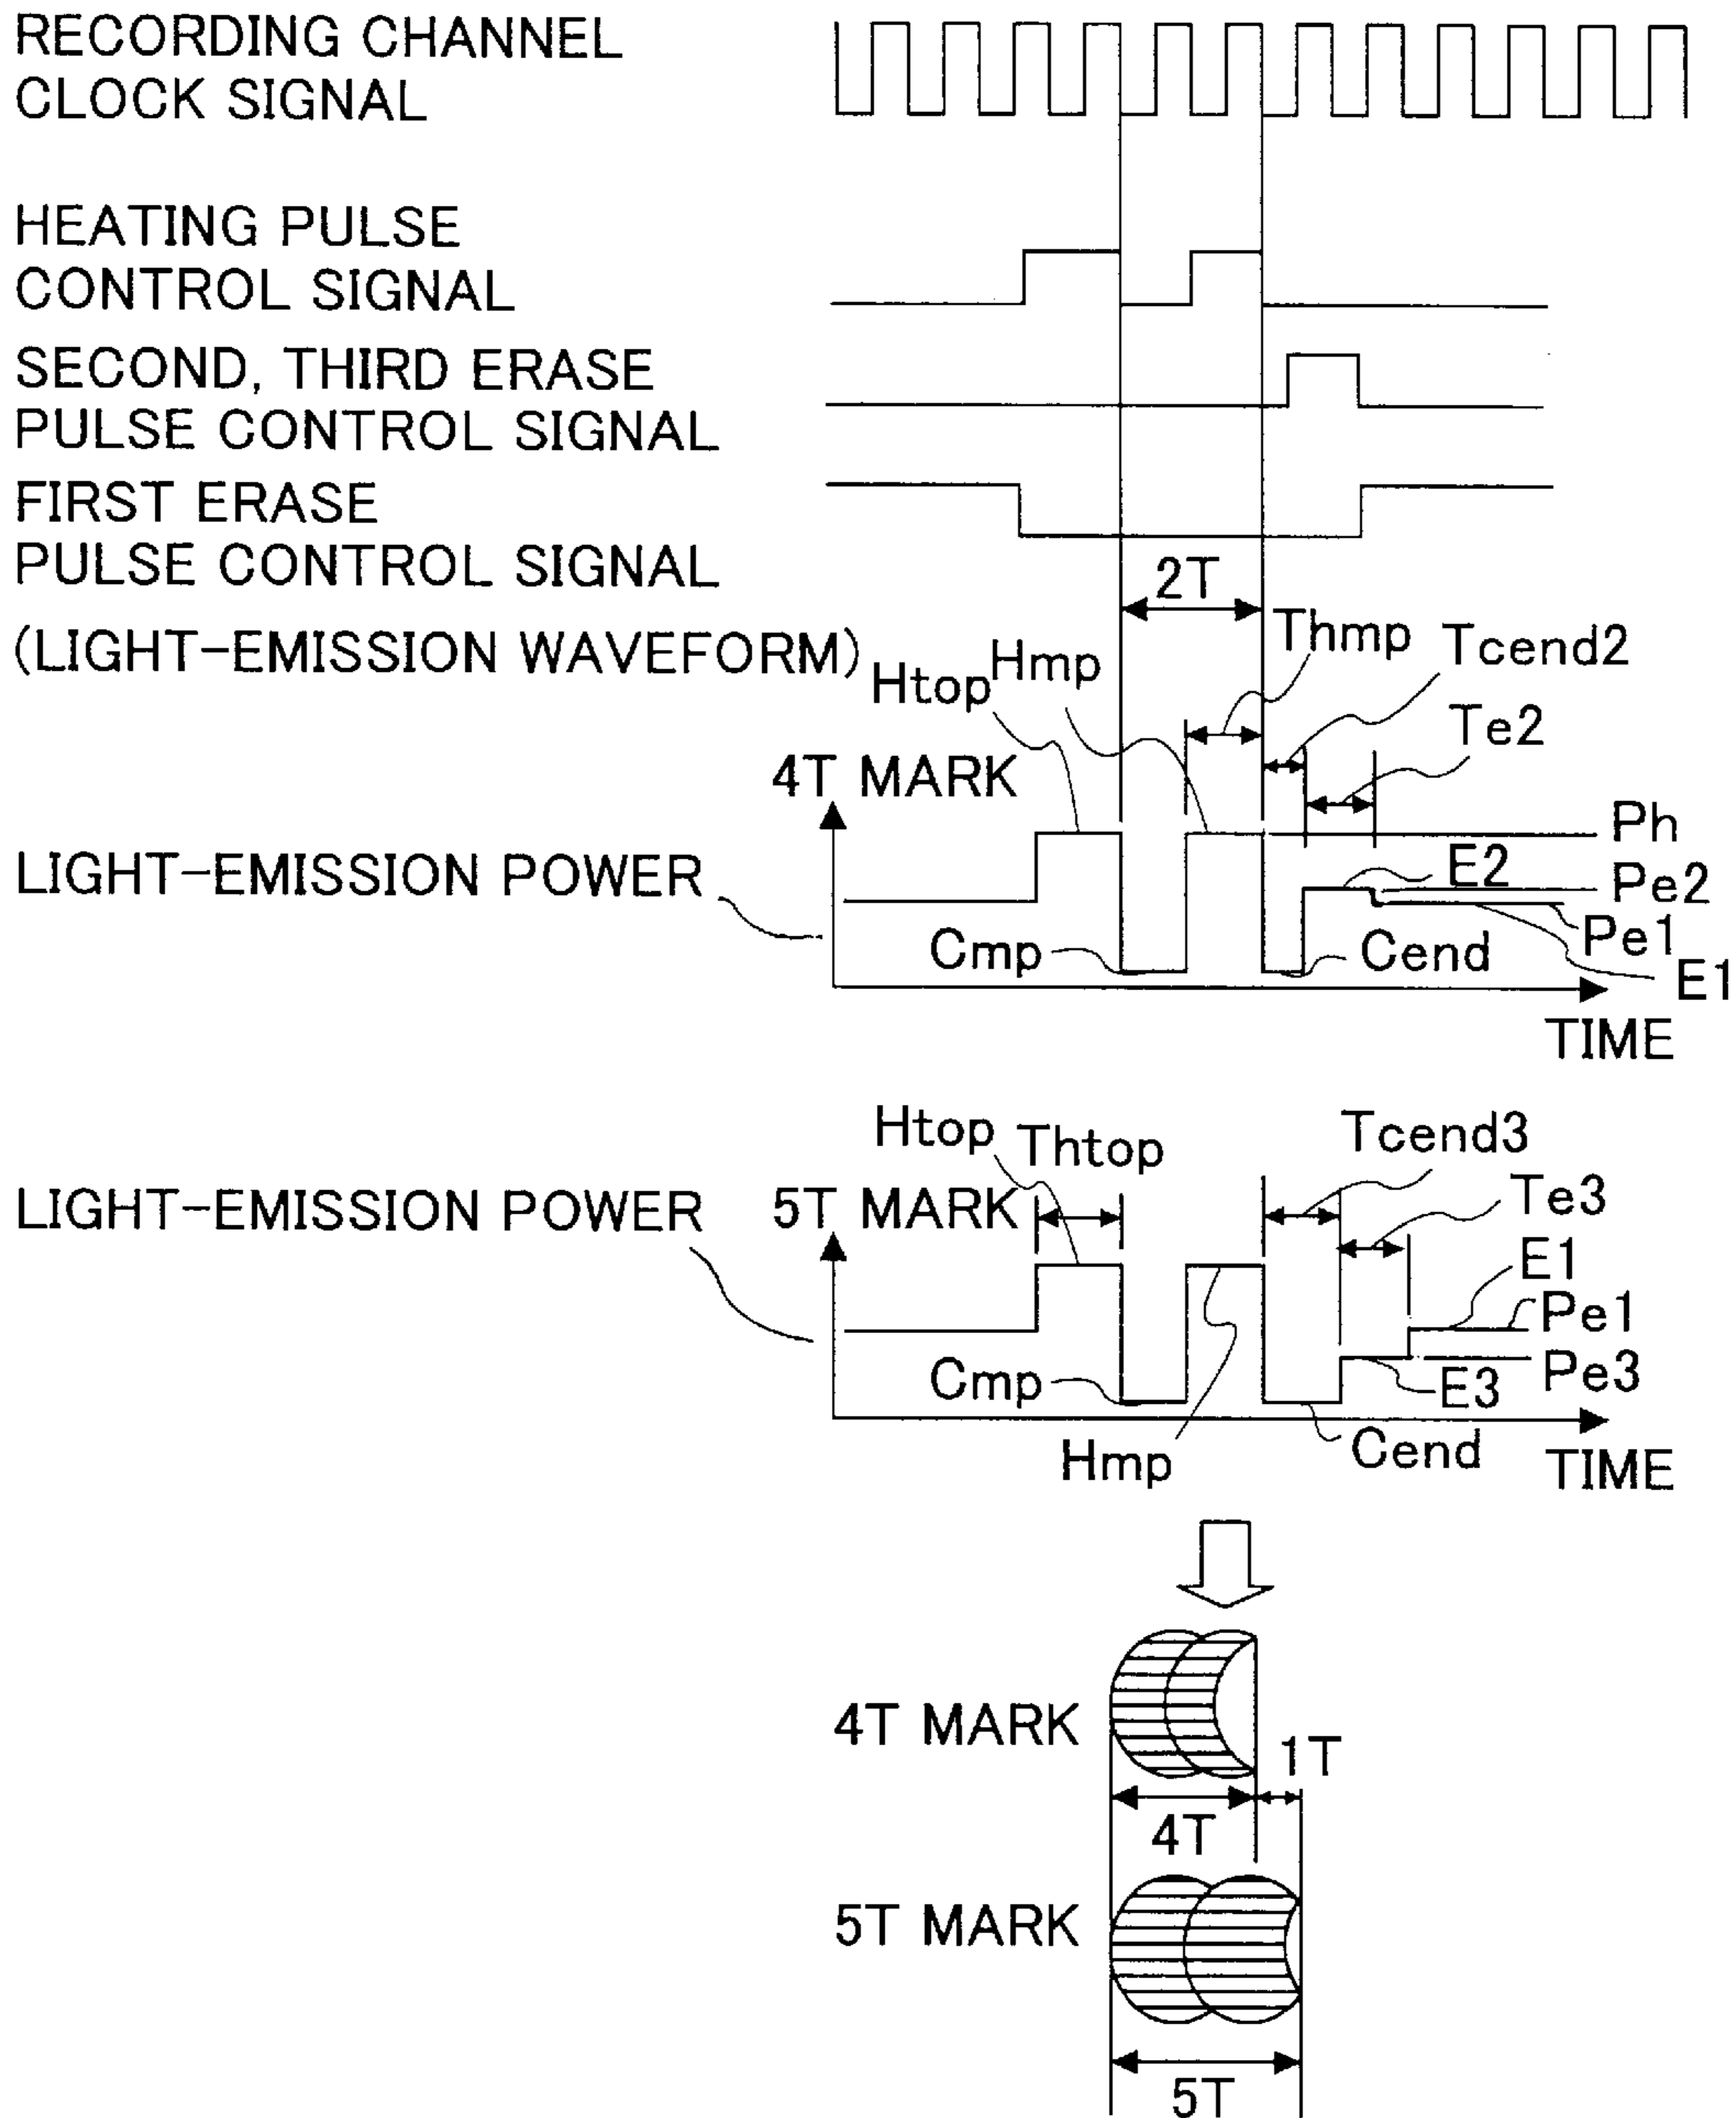 RECORDING CHANNEL
CLOCK SIGNAL
HEATING PULSE
CONTROL SIGNAL
SECOND, THIRD ERASE
PULSE CONTROL SIGNAL
FIRST ERASE
PULSE CONTROL SIGNAL
2T
(LIGHT-EMISSION WAVEFORM)
Htop
Hmp
Thmp
Tcend2
Te2
4T MARK
Ph
LIGHT-EMISSION POWER
E2
Pe2
Pe1
Cmp
Cend
E1
TIME
Htop
Thtop
Tcend3
LIGHT-EMISSION POWER
5T MARK
Te3
E1
Pe1
Pe3
Cmp
E3
Hmp
Cend
TIME
4T MARK
1T
4T
5T MARK
5T